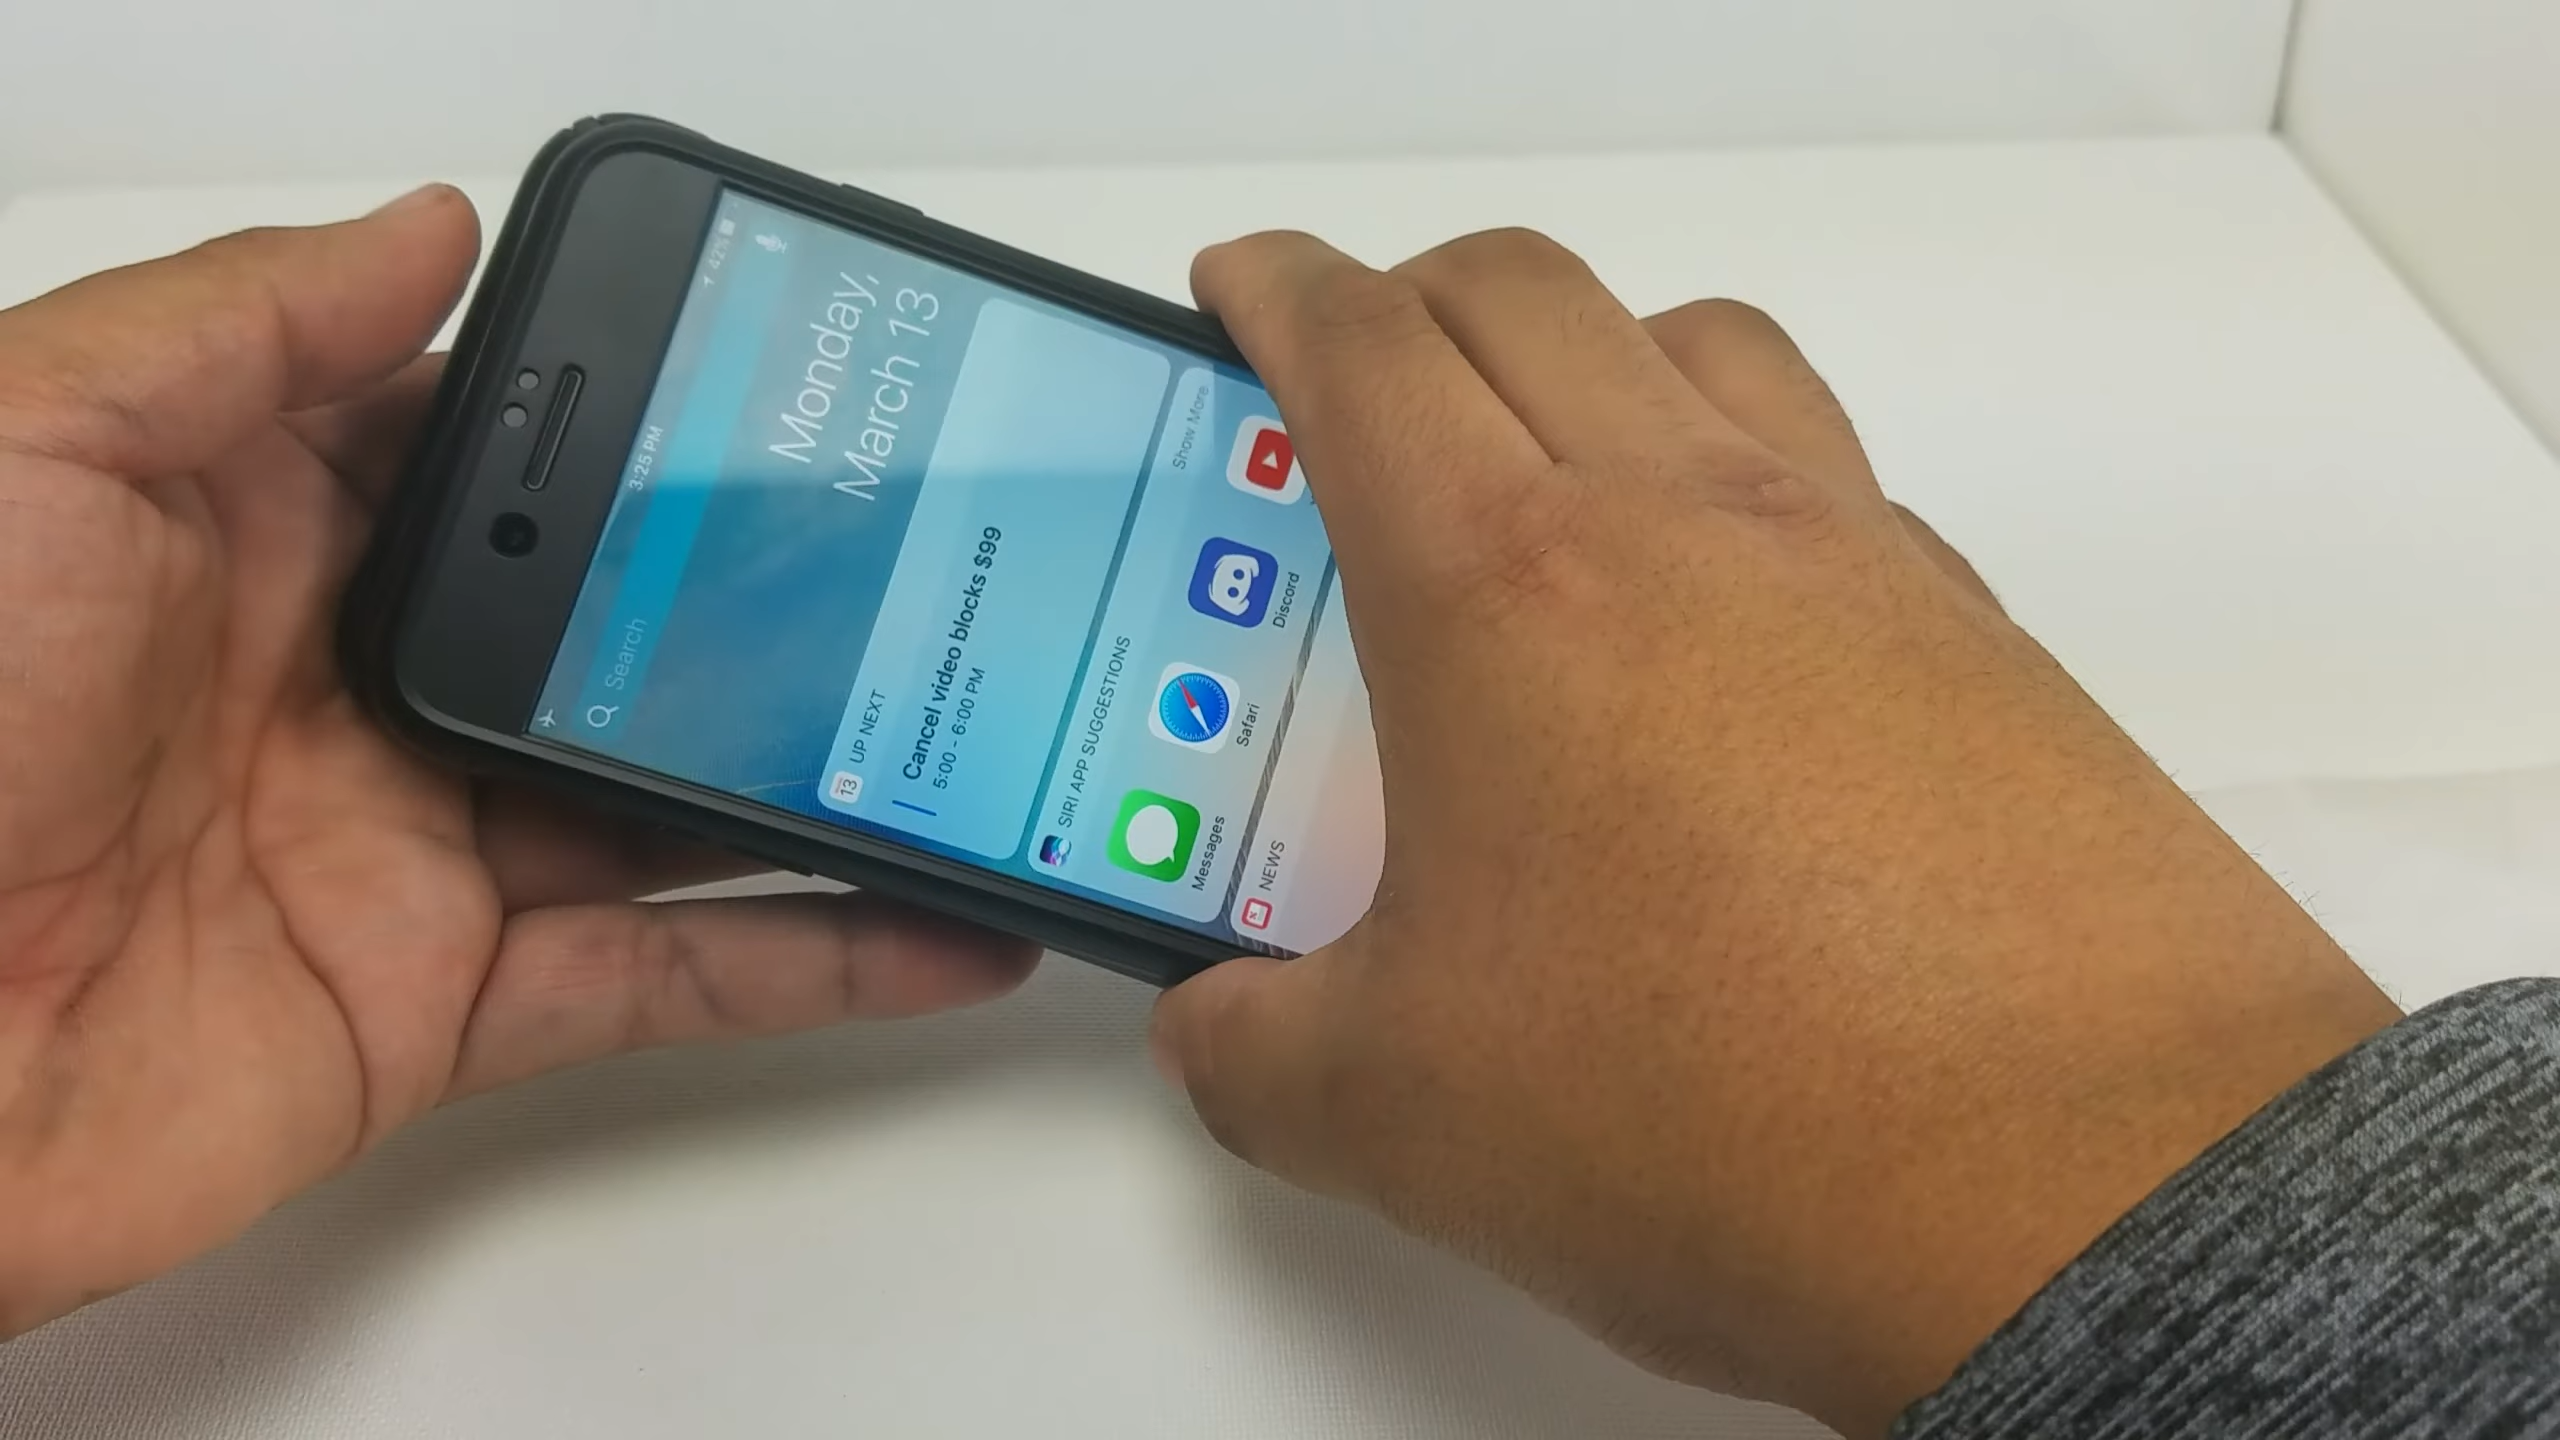 3:25 PM
42%
Search
Monday,
March 13
13 UP NEXT
Cancel video blocks $99
5:00 - 6:00 PM
SIRI APP SUGGESTIONS
Show More
Messages
Safari
Discord
NEWS